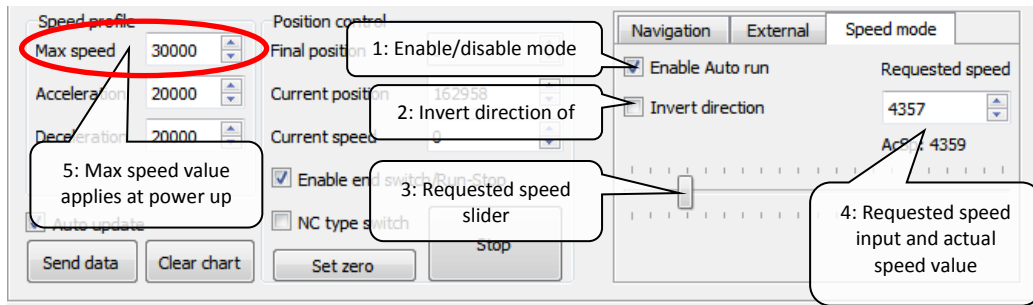 Speed profile
Max speed 30000
Acceleration 20000
Deceleration 20000
5: Max speed value
applies at power up
Auto update
Send data Clear chart
Position control
Final position
Current position 162958
Current speed 0
Enable end switch/Run-Stop
NC type switch
Set zero
Stop
1: Enable/disable mode
2: Invert direction of
3: Requested speed
slider
Navigation External Speed mode
Enable Auto run Requested speed
Invert direction 4357
AcSp: 4359
4: Requested speed
input and actual
speed value